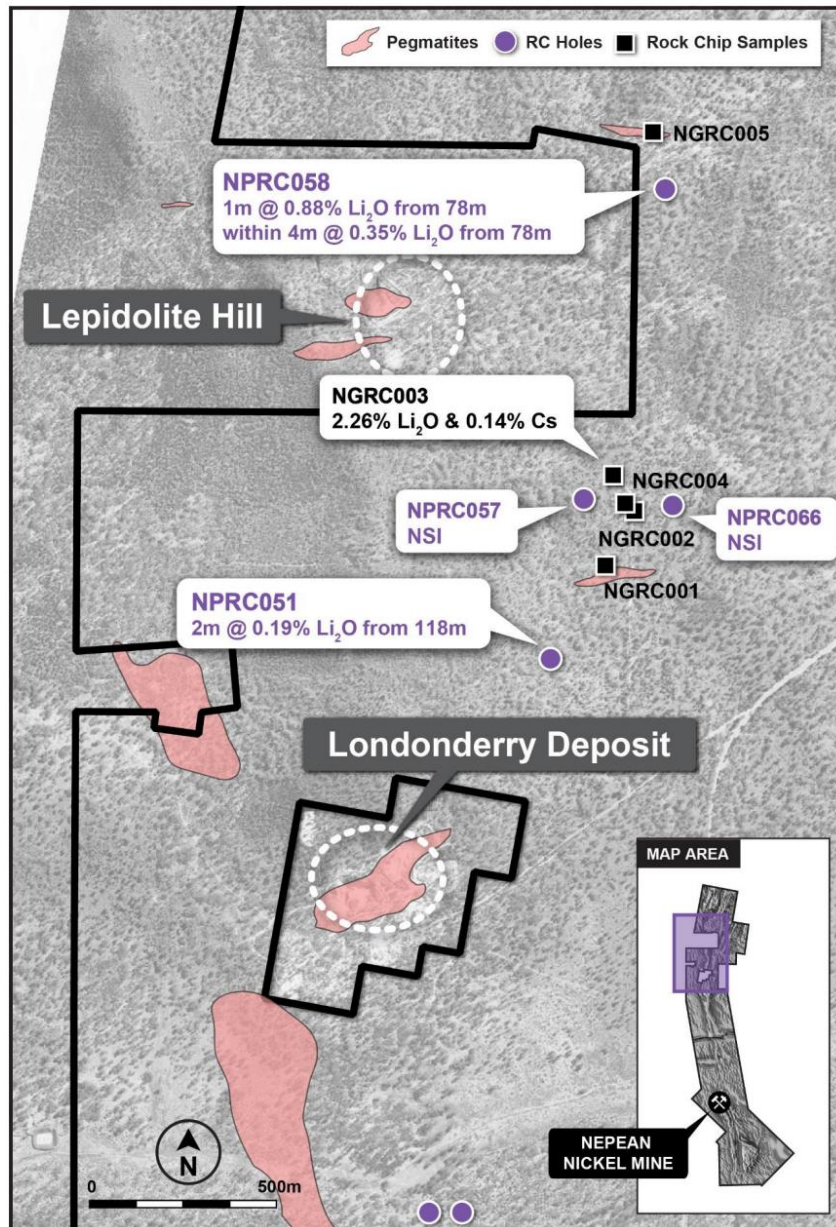 Pegmatites
RC Holes
Rock Chip Samples
NGRC005
NPRC058
1m @ 0.88% Li₂O from 78m
within 4m @ 0.35% Li₂O from 78m
Lepidolite Hill
NGRC003
2.26% Li₂O & 0.14% Cs
NGRC004
NPRC057
NSI
NGRC002
NPRC066
NSI
NGRC001
NPRC051
2m @ 0.19% Li₂O from 118m
Londonderry Deposit
MAP AREA
NEPEAN
NICKEL MINE
N
0
500m